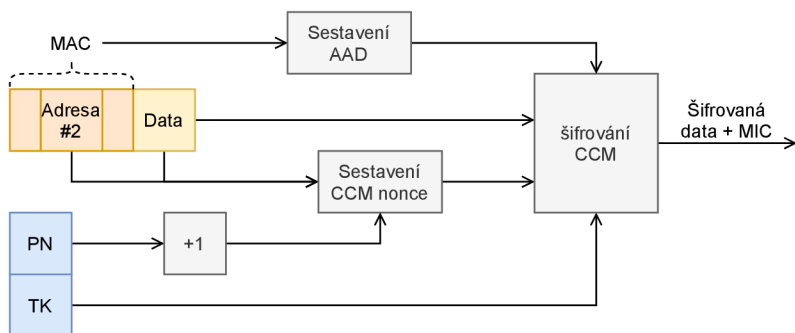 MAC
Sestavení
AAD
Adresa
#2
Data
Šifrovaná
data + MIC
šifrování
CCM
Sestavení
CCM nonce
PN
+1
TK